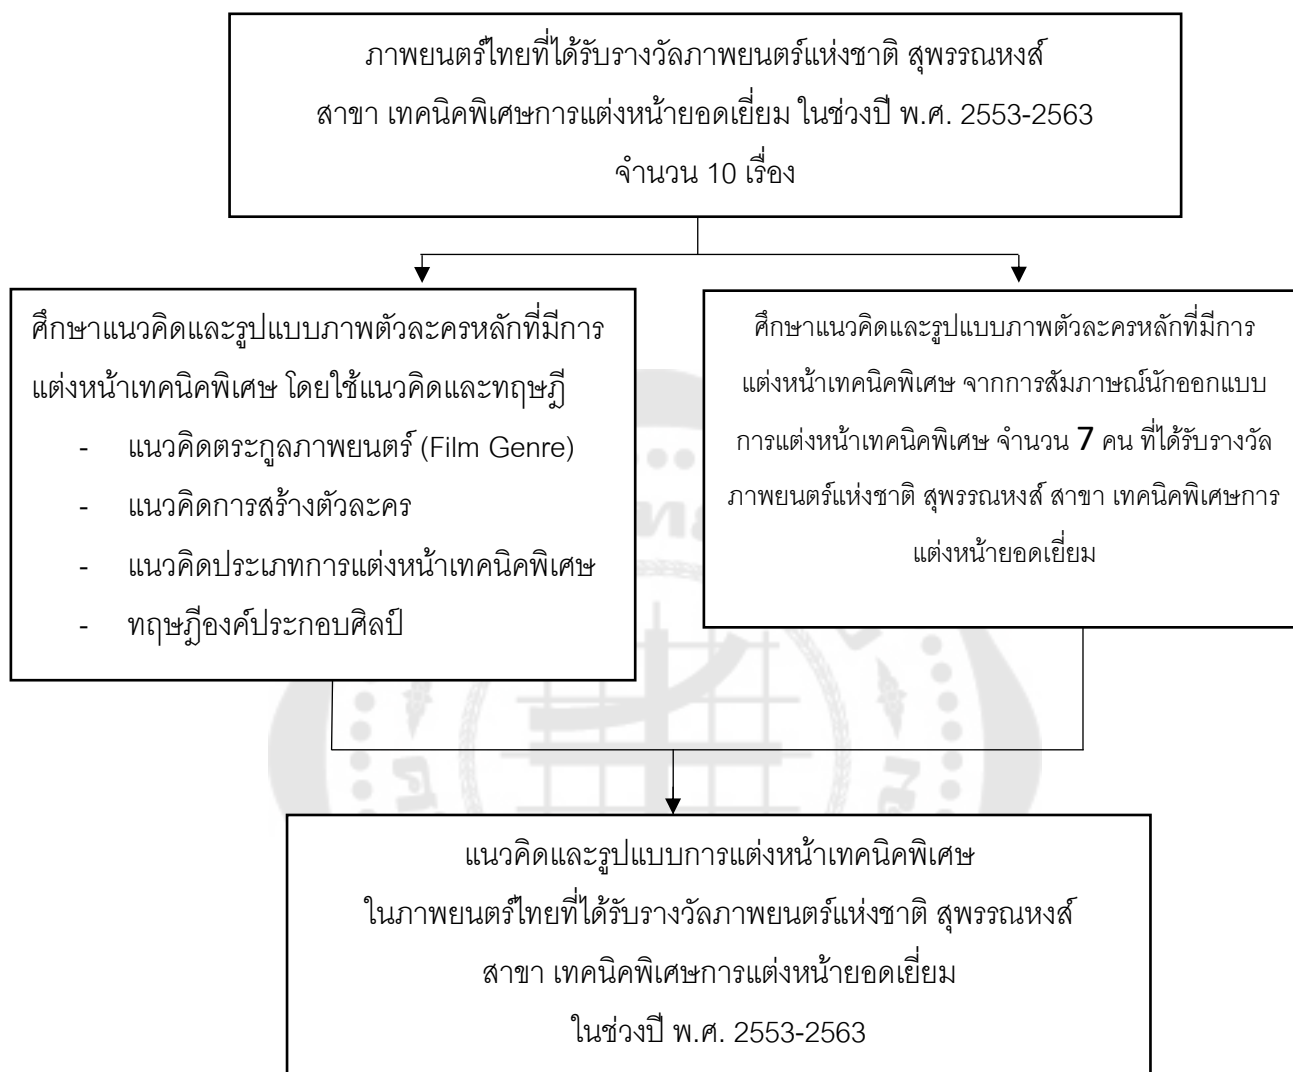 ภาพยนตร์ไทยที่ได้รับรางวัลภาพยนตร์แห่งชาติ สุพรรณหงส์
สาขา เทคนิคพิเศษการแต่งหน้ายอดเยี่ยม ในช่วงปี พ.ศ. 2553-2563
จำนวน 10 เรื่อง
ศึกษาแนวคิดและรูปแบบภาพตัวละครหลักที่มีการ
แต่งหน้าเทคนิคพิเศษ โดยใช้แนวคิดและทฤษฎี
- แนวคิดตระกูลภาพยนตร์ (Film Genre)
- แนวคิดการสร้างตัวละคร
- แนวคิดประเภทการแต่งหน้าเทคนิคพิเศษ
- ทฤษฎีองค์ประกอบศิลป์
ศึกษาแนวคิดและรูปแบบภาพตัวละครหลักที่มีการ
แต่งหน้าเทคนิคพิเศษ จากการสัมภาษณ์นักออกแบบ
การแต่งหน้าเทคนิคพิเศษ จำนวน 7 คน ที่ได้รับรางวัล
ภาพยนตร์แห่งชาติ สุพรรณหงส์ สาขา เทคนิคพิเศษการ
แต่งหน้ายอดเยี่ยม
แนวคิดและรูปแบบการแต่งหน้าเทคนิคพิเศษ
ในภาพยนตร์ไทยที่ได้รับรางวัลภาพยนตร์แห่งชาติ สุพรรณหงส์
สาขา เทคนิคพิเศษการแต่งหน้ายอดเยี่ยม
ในช่วงปี พ.ศ. 2553-2563